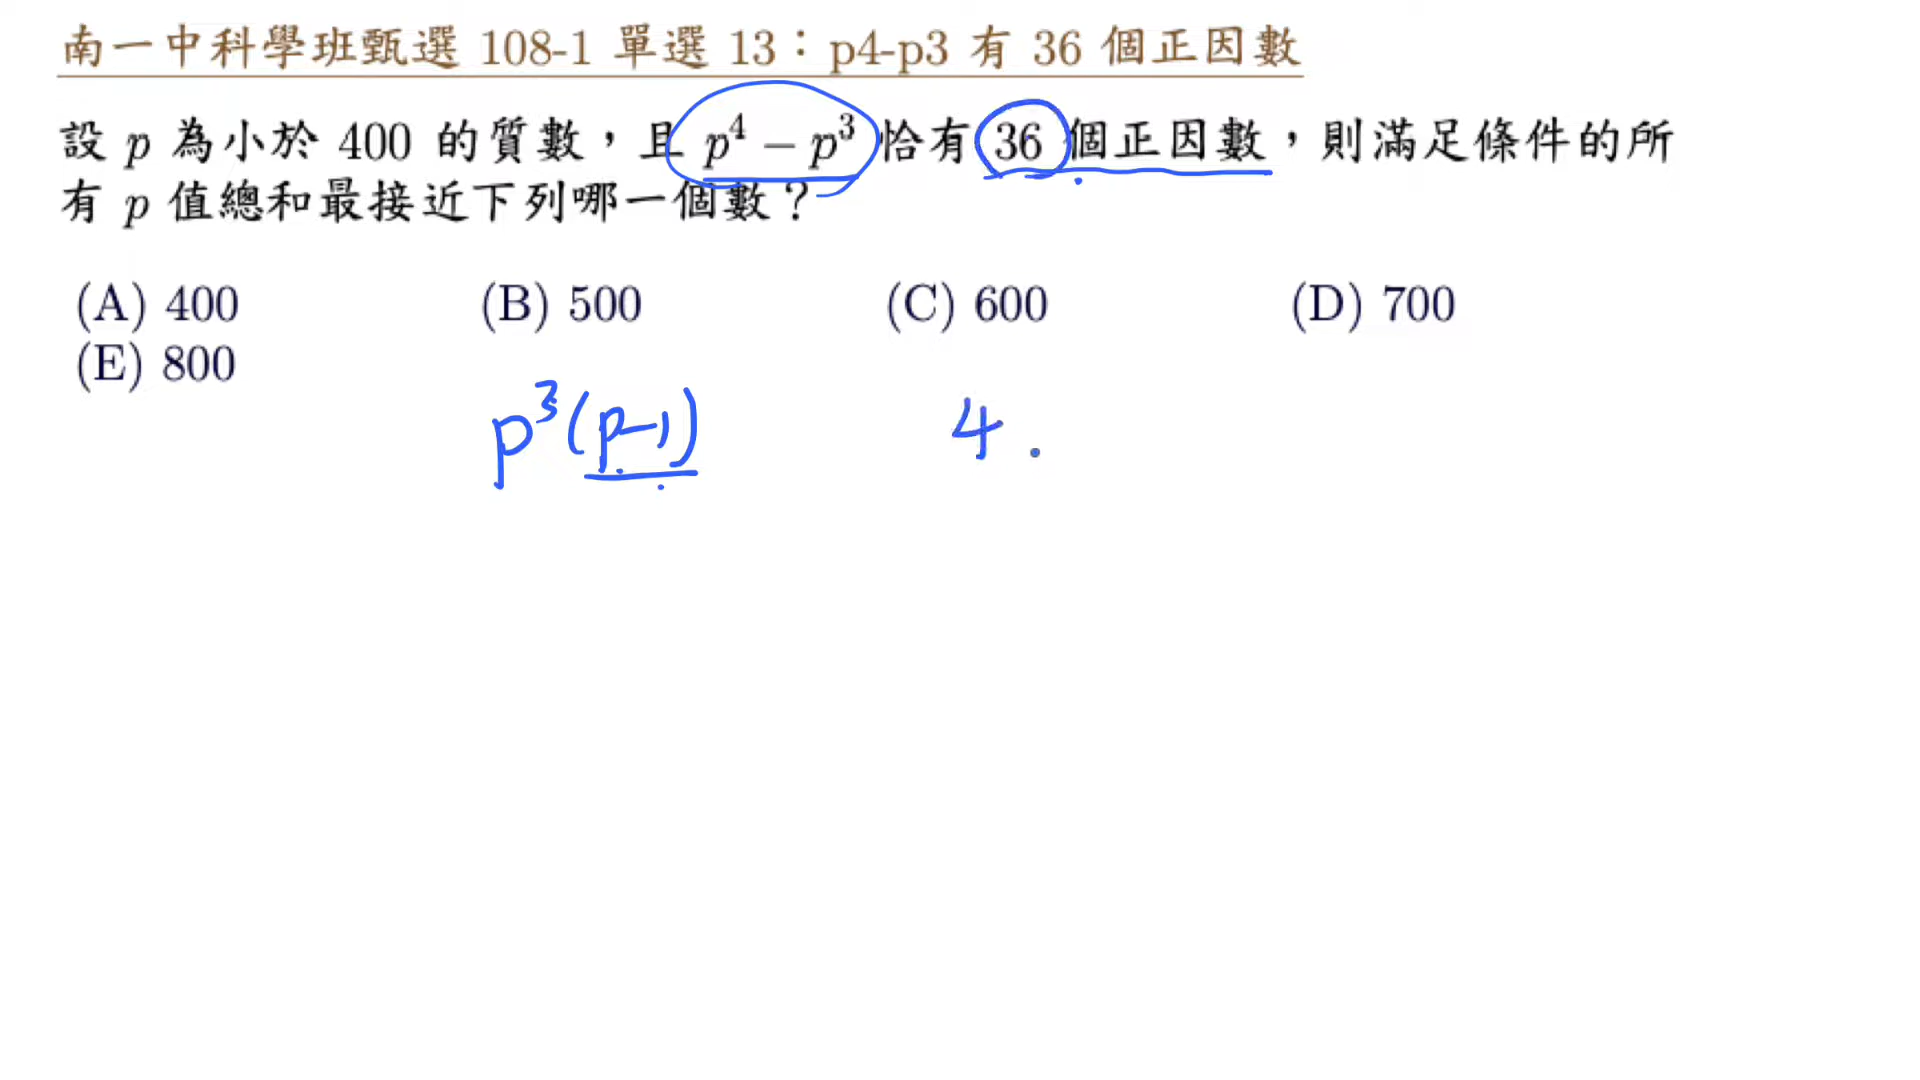 南一中科學班甄選 108-1 單選 13：p4-p3 有 36 個正因數
設 p 為小於 400 的質數，且 p⁴ − p³ 恰有 36 個正因數，則滿足條件的所
有 p 值總和最接近下列哪一個數？
(A) 400 (B) 500 (C) 600 (D) 700
(E) 800
p³(p-1) 4 .